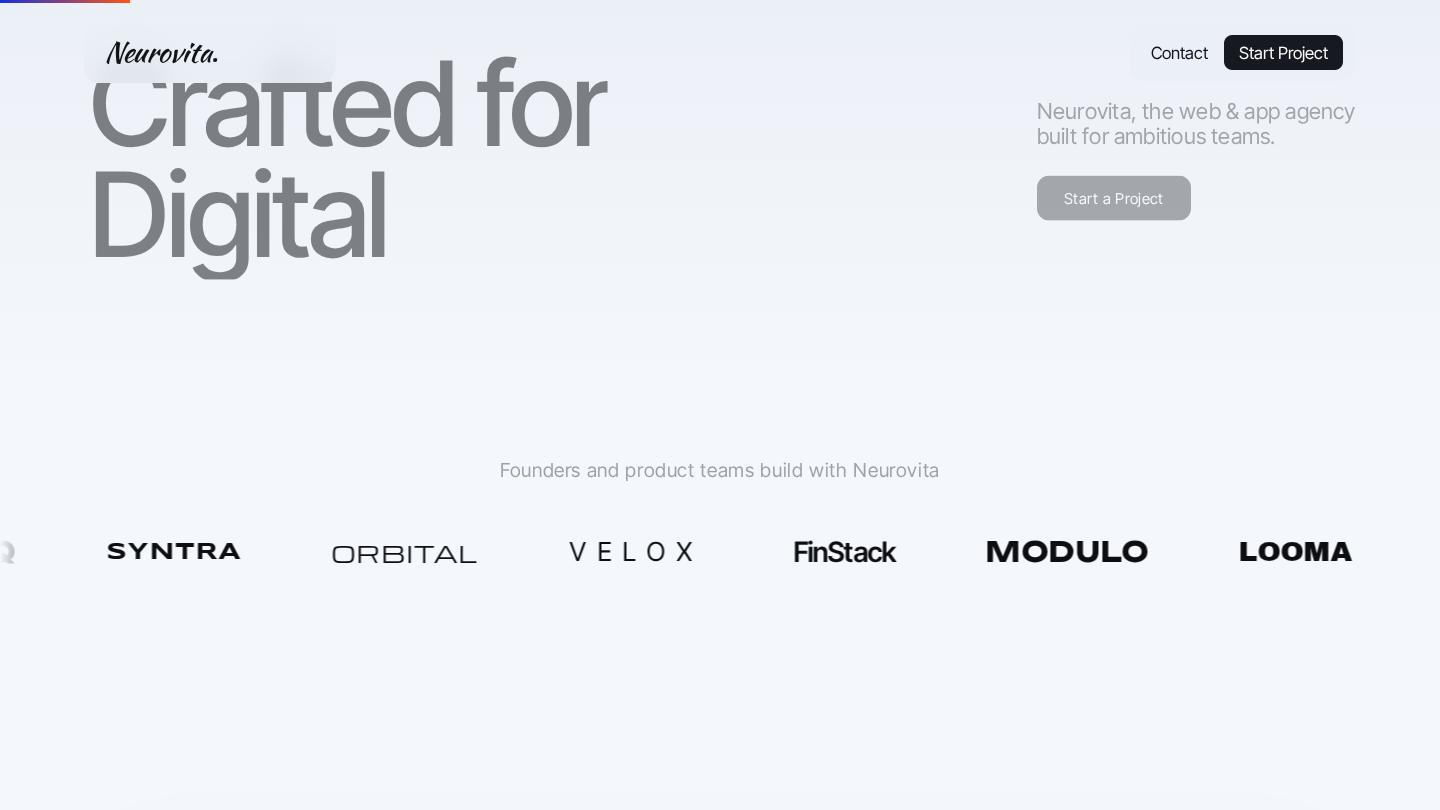 Neurovita.
Contact
Start Project
Crafted for
Digital
Neurovita, the web & app agency
built for ambitious teams.
Start a Project
Founders and product teams build with Neurovita
SYNTRA
ORBITAL
VELOX
FinStack
MODULO
LOOMA